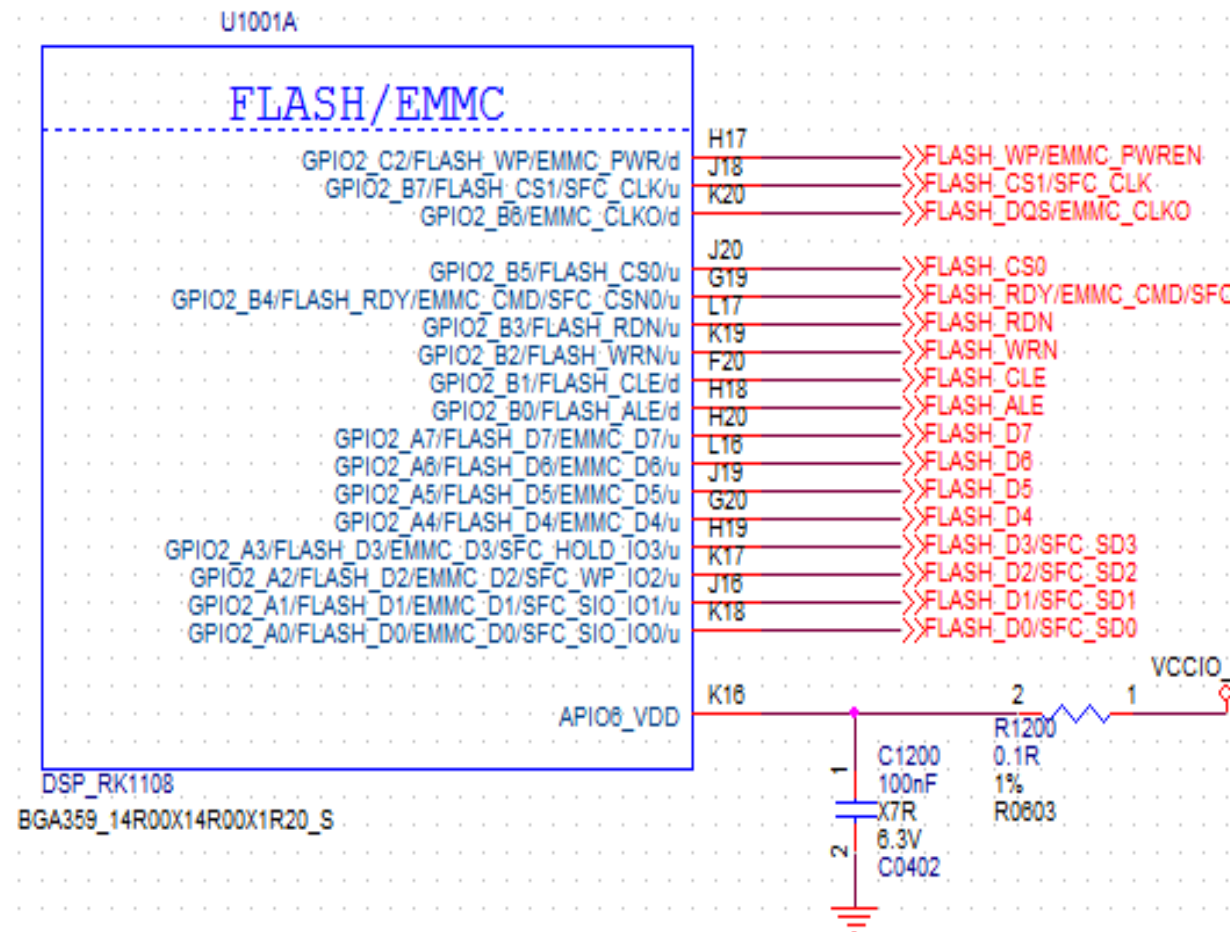 U1001A
FLASH/EMMC
GPIO2_C2/FLASH_WP/EMMC_PWR/d H17 FLASH_WP/EMMC_PWREN
GPIO2_B7/FLASH_CS1/SFC_CLK/u J18 FLASH_CS1/SFC_CLK
GPIO2_B6/EMMC_CLKO/d K20 FLASH_DQS/EMMC_CLKO
GPIO2_B5/FLASH_CS0/u J20 FLASH_CS0
GPIO2_B4/FLASH_RDY/EMMC_CMD/SFC_CSN0/u G19 FLASH_RDY/EMMC_CMD/SFC
GPIO2_B3/FLASH_RDN/u L17 FLASH_RDN
GPIO2_B2/FLASH_WRN/u K19 FLASH_WRN
GPIO2_B1/FLASH_CLE/d F20 FLASH_CLE
GPIO2_B0/FLASH_ALE/d H18 FLASH_ALE
GPIO2_A7/FLASH_D7/EMMC_D7/u H20 FLASH_D7
GPIO2_A6/FLASH_D6/EMMC_D6/u L16 FLASH_D6
GPIO2_A5/FLASH_D5/EMMC_D5/u J19 FLASH_D5
GPIO2_A4/FLASH_D4/EMMC_D4/u G20 FLASH_D4
GPIO2_A3/FLASH_D3/EMMC_D3/SFC_HOLD_IO3/u H19 FLASH_D3/SFC_SD3
GPIO2_A2/FLASH_D2/EMMC_D2/SFC_WP_IO2/u K17 FLASH_D2/SFC_SD2
GPIO2_A1/FLASH_D1/EMMC_D1/SFC_SIO_IO1/u J16 FLASH_D1/SFC_SD1
GPIO2_A0/FLASH_D0/EMMC_D0/SFC_SIO_IO0/u K18 FLASH_D0/SFC_SD0
VCCIO_
APIO6_VDD K16 2 1
R1200
0.1R
1%
R0603
1
C1200
100nF
X7R
6.3V
C0402
2
DSP_RK1108
BGA359_14R00X14R00X1R20_S